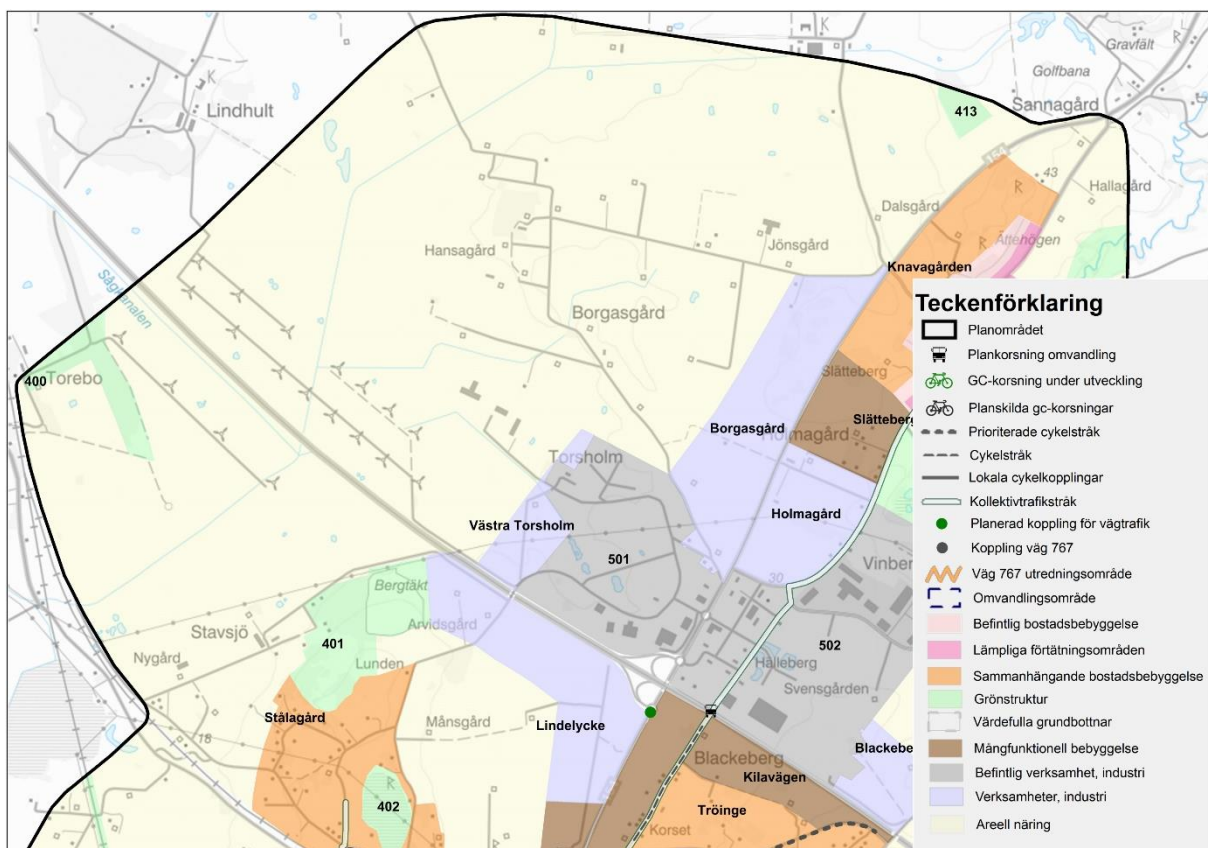 Gravfält
Golfbana
Sannagård
Lindhult
413
154
43
Hallagård
Dalsgård
Ättehögen
Hansagård
Jönsgård
Knavagården
Sågkanalen
Borgasgård
Teckenförklaring
Planområdet
Plankorsning omvandling
GC-korsning under utveckling
Planskilda gc-korsningar
Prioriterade cykelstråk
Cykelstråk
Lokala cykelkopplingar
Kollektivtrafikstråk
Planerad koppling för vägtrafik
Koppling väg 767
Väg 767 utredningsområde
Omvandlingsområde
Befintlig bostadsbebyggelse
Lämpliga förtätningsområden
Sammanhängande bostadsbebyggelse
Grönstruktur
Värdefulla grundbottnar
Mångfunktionell bebyggelse
Befintlig verksamhet, industri
Verksamheter, industri
Areell näring
400
Torebo
Slätteberg
Slätteberg
Borgasgård
Holmagård
Torsholm
Holmagård
Västra Torsholm
501
Vinber
30
Bergtäkt
Arvidsgård
Stavsjö
401
502
Hälleberg
Nygård
Lunden
Svensgården
Stålagård
Månsgård
Lindelycke
18
Blackebe
Blackeberg
Kilavägen
402
Tröinge
Korset